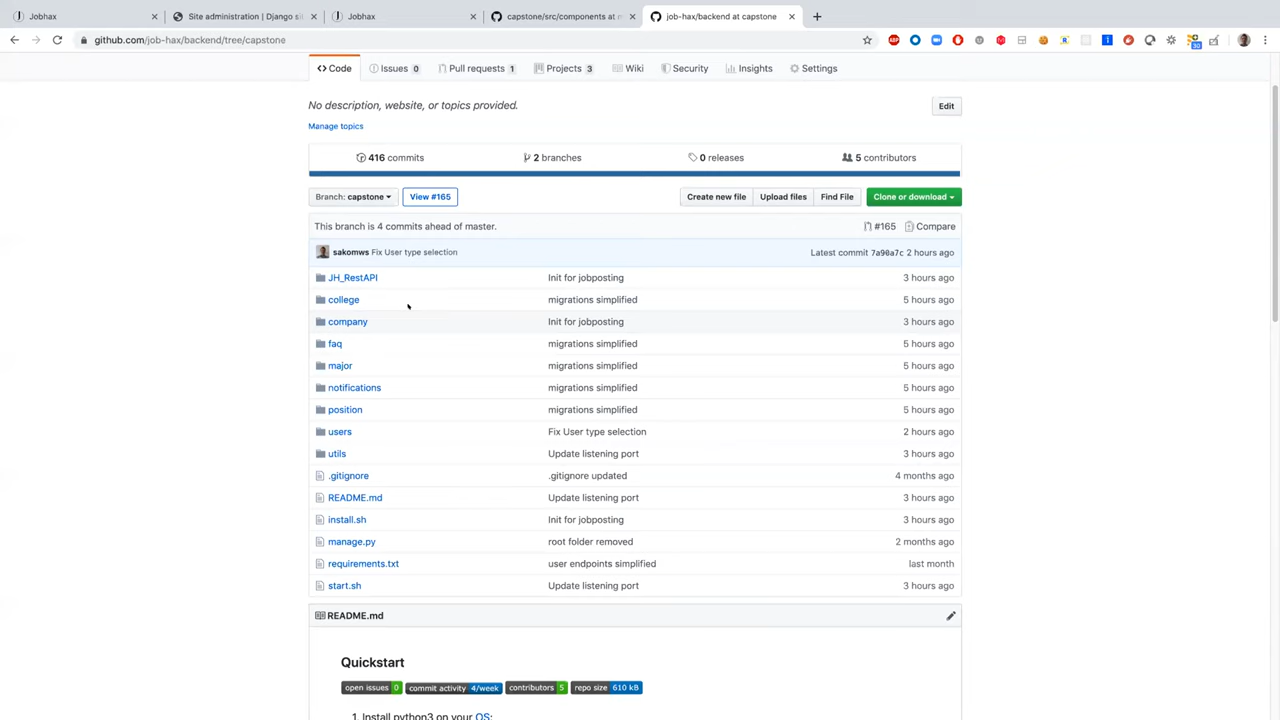 Jobhax
Site administration | Django si
Jobhax
capstone/src/components at m
job-hax/backend at capstone
github.com/job-hax/backend/tree/capstone
Code
Issues 0
Pull requests 1
Projects 3
Wiki
Security
Insights
Settings
No description, website, or topics provided.
Edit
Manage topics
416 commits
2 branches
0 releases
5 contributors
Branch: capstone
View #165
Create new file
Upload files
Find File
Clone or download
This branch is 4 commits ahead of master.
#165
Compare
sakomws Fix User type selection
Latest commit 7a90a7c 2 hours ago
JH_RestAPI Init for jobposting 3 hours ago
college migrations simplified 5 hours ago
company Init for jobposting 3 hours ago
faq migrations simplified 5 hours ago
major migrations simplified 5 hours ago
notifications migrations simplified 5 hours ago
position migrations simplified 5 hours ago
users Fix User type selection 2 hours ago
utils Update listening port 3 hours ago
.gitignore .gitignore updated 4 months ago
README.md Update listening port 3 hours ago
install.sh Init for jobposting 3 hours ago
manage.py root folder removed 2 months ago
requirements.txt user endpoints simplified last month
start.sh Update listening port 3 hours ago
README.md
Quickstart
open issues 0
commit activity 4/week
contributors 5
repo size 610 kB
1. Install python3 on your OS: